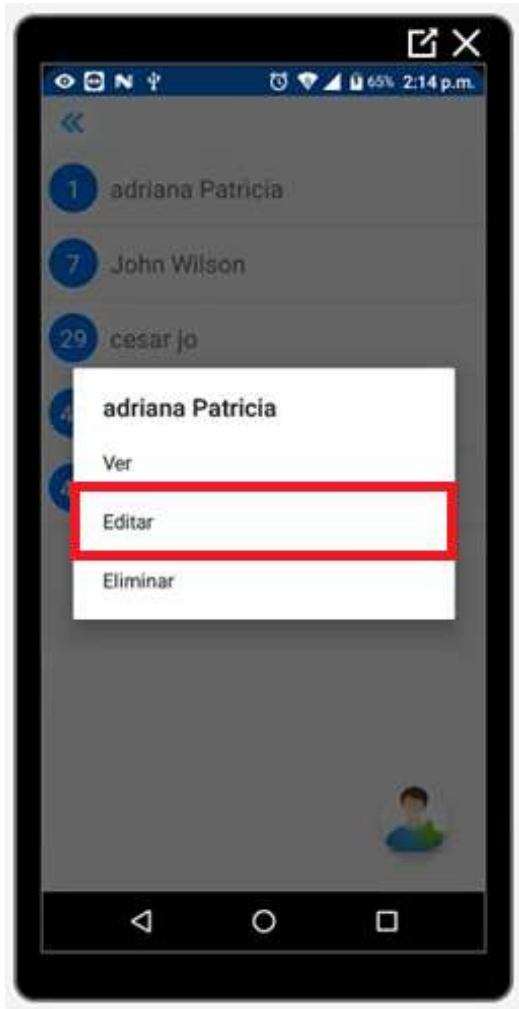 65% 2:14 p.m.
1 adriana Patricia
7 John Wilson
29 cesar jo
adriana Patricia
Ver
Editar
Eliminar